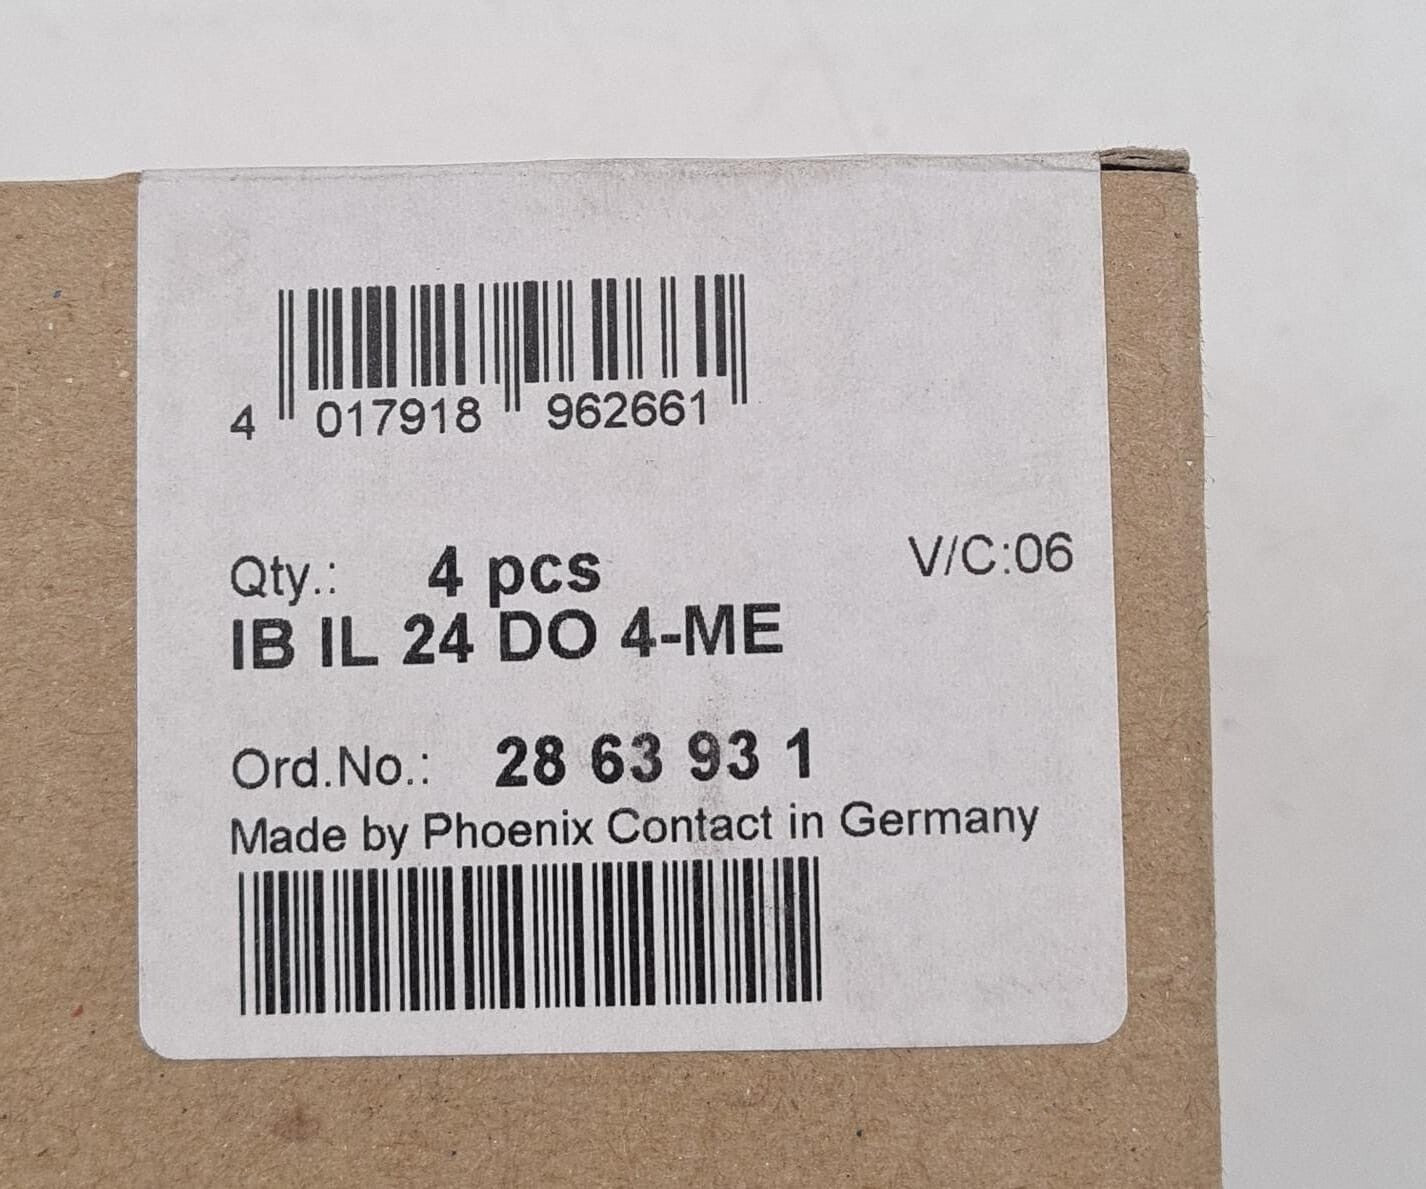 4 017918 962661
Qty.: 4 pcs V/C:06
IB IL 24 DO 4-ME
Ord.No.: 28 63 93 1
Made by Phoenix Contact in Germany